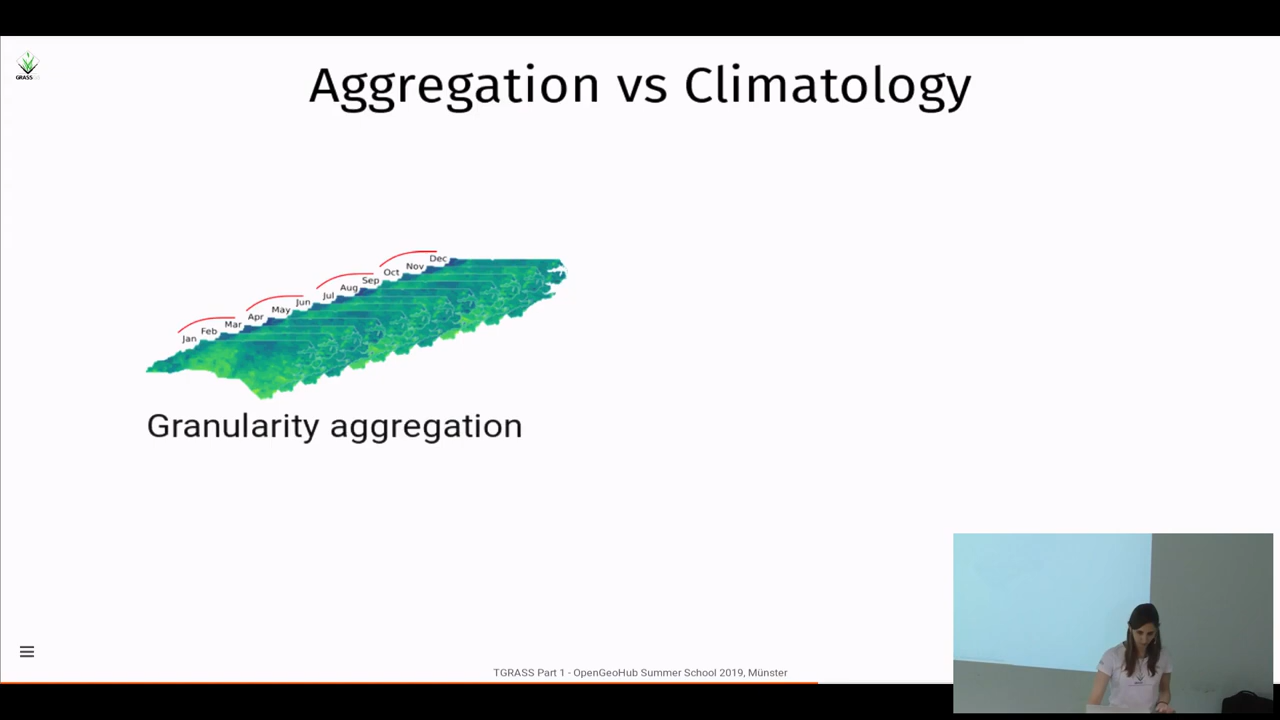 GRASS
Aggregation vs Climatology
Jan
Feb
Mar
Apr
May
Jun
Jul
Aug
Sep
Oct
Nov
Dec
Granularity aggregation
TGRASS Part 1 - OpenGeoHub Summer School 2019, Münster